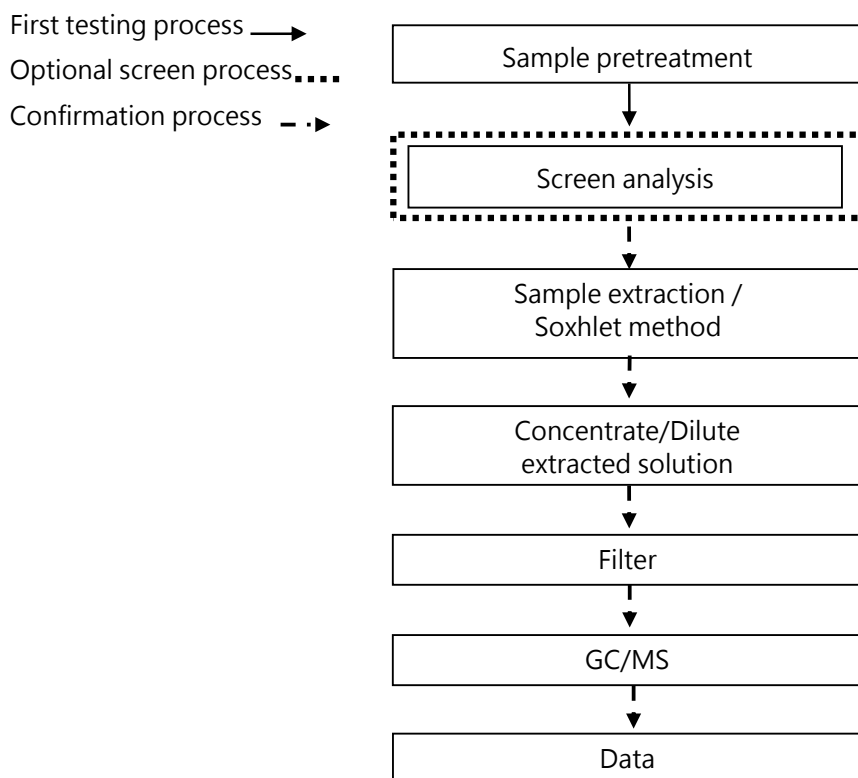 First testing process
Optional screen process
Confirmation process
Sample pretreatment
Screen analysis
Sample extraction /
Soxhlet method
Concentrate/Dilute
extracted solution
Filter
GC/MS
Data